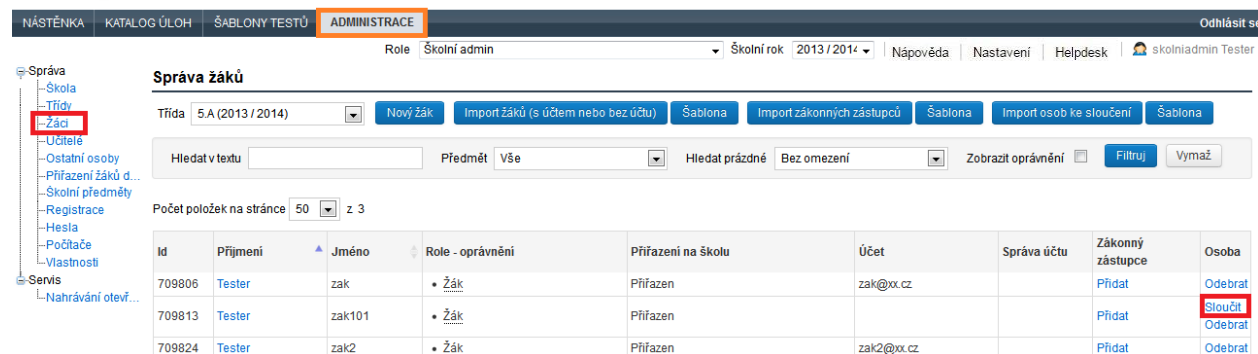 NÁSTĚNKA KATALOG ÚLOH ŠABLONY TESTŮ ADMINISTRACE Odhlásit se
Role Školní admin Školní rok 2013 / 2014 Nápověda Nastavení Helpdesk skolniadmin Tester
Správa
Škola
Třídy
Žáci
Učitelé
Ostatní osoby
Přiřazení žáků d...
Školní předměty
Registrace
Hesla
Počítače
Vlastnosti
Servis
Nahrávání otevř...
Správa žáků
Třída 5.A (2013 / 2014) Nový žák Import žáků (s účtem nebo bez účtu) Šablona Import zákonných zástupců Šablona Import osob ke sloučení Šablona
Hledat v textu Předmět Vše Hledat prázdné Bez omezení Zobrazit oprávnění Filtruj Vymaž
Počet položek na stránce 50 z 3
Id Příjmení Jméno Role - oprávnění Přiřazení na školu Účet Správa účtu Zákonný zástupce Osoba
709806 Tester zak • Žák Přiřazen zak@xx.cz Přidat Odebrat
709813 Tester zak101 • Žák Přiřazen Přidat Sloučit
Odebrat
709824 Tester zak2 • Žák Přiřazen zak2@xx.cz Přidat Odebrat